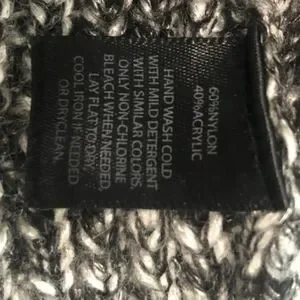 60%NYLON
40%ACRYLIC
HAND WASH COLD
WITH MILD DETERGENT
WITH SIMILAR COLORS,
ONLY NON-CHLORINE
BLEACH WHEN NEEDED,
LAY FLAT TO DRY,
COOL IRON IF NEEDED
OR DRYCLEAN.